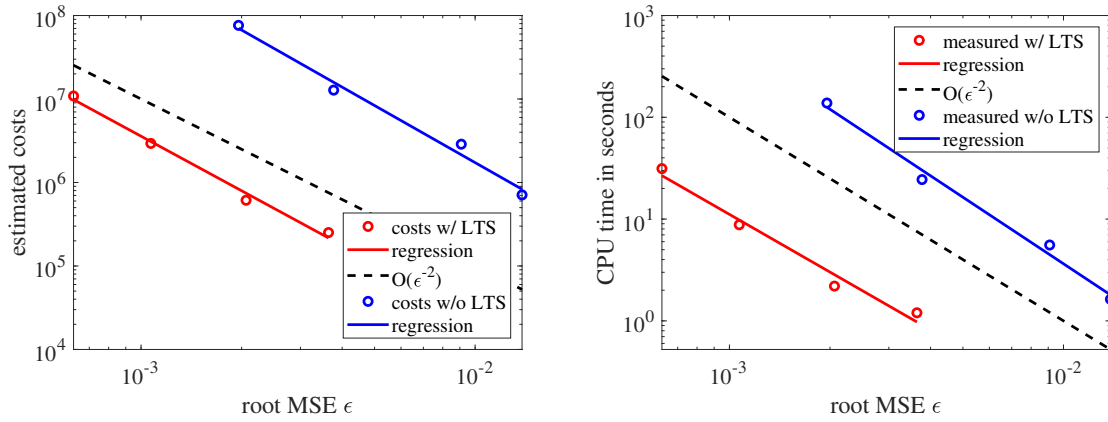 10^8
10^7
10^6
10^5
10^4
estimated costs
costs w/ LTS
regression
O(ϵ^-2)
costs w/o LTS
regression
10^-3
10^-2
root MSE ϵ
10^3
10^2
10^1
10^0
CPU time in seconds
measured w/ LTS
regression
O(ϵ^-2)
measured w/o LTS
regression
10^-3
10^-2
root MSE ϵ